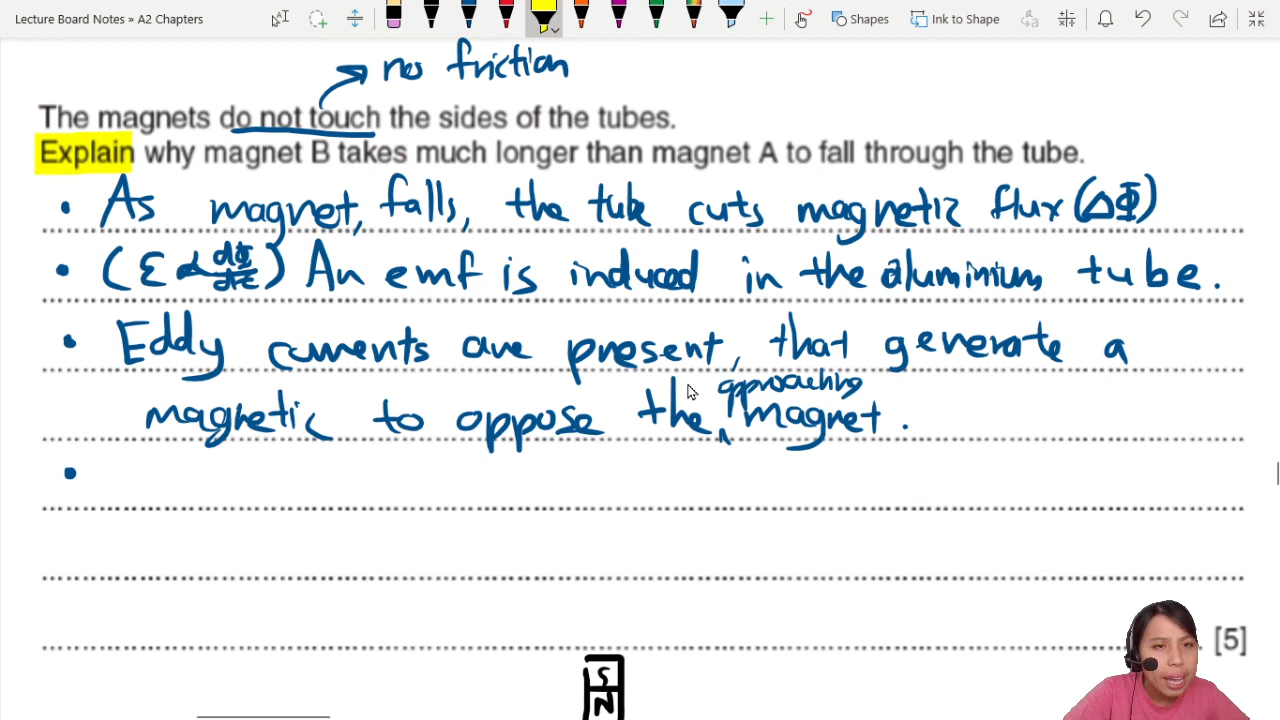 Lecture Board Notes » A2 Chapters
Shapes
Ink to Shape
no friction
The magnets do not touch the sides of the tubes.
Explain why magnet B takes much longer than magnet A to fall through the tube.
• As magnet, falls, the tube cuts magnetic flux (ΔΦ)
• (ε α dΦ/dt) An emf is induced in the aluminium tube.
• Eddy currents are present, that generate a
approaching
magnetic to oppose the ^ magnet.
•
[5]
S
N